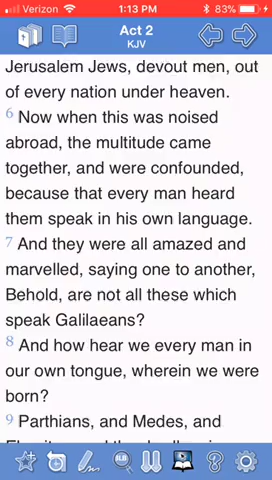 Verizon 1:13 PM 83%
Act 2
KJV
Jerusalem Jews, devout men, out
of every nation under heaven.
6 Now when this was noised
abroad, the multitude came
together, and were confounded,
because that every man heard
them speak in his own language.
7 And they were all amazed and
marvelled, saying one to another,
Behold, are not all these which
speak Galilaeans?
8 And how hear we every man in
our own tongue, wherein we were
born?
9 Parthians, and Medes, and